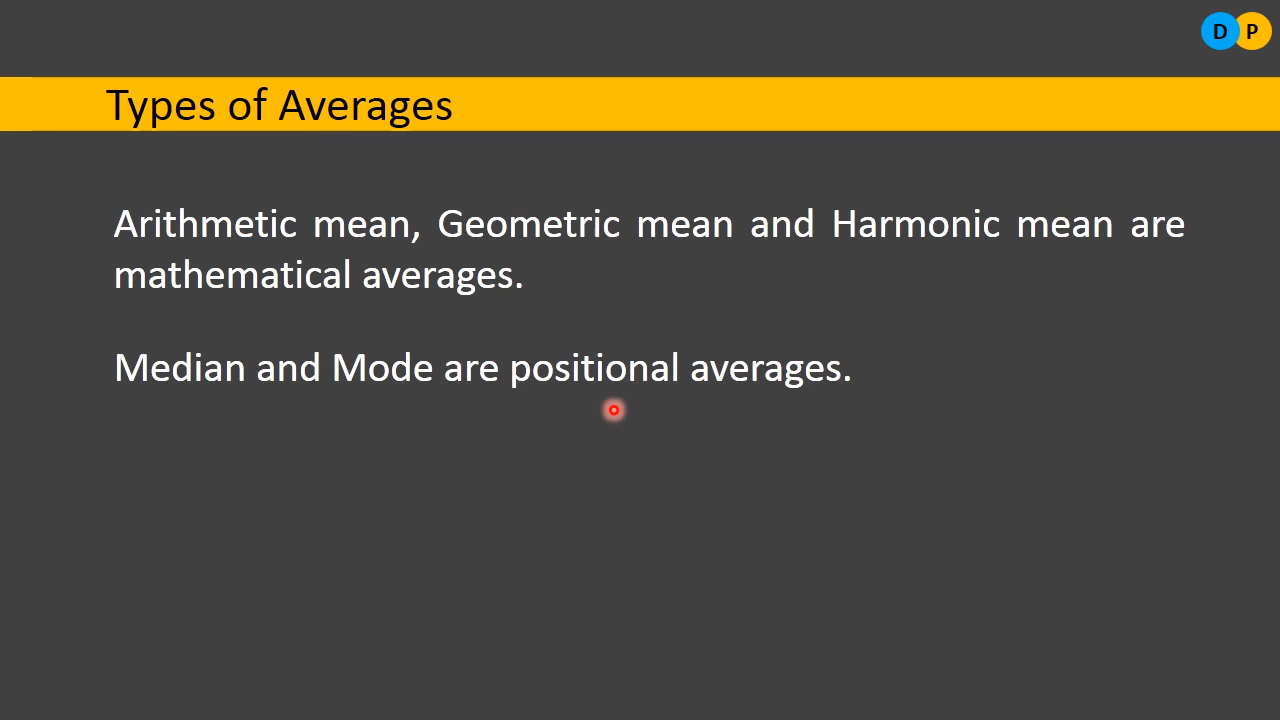 D P
Types of Averages
Arithmetic mean, Geometric mean and Harmonic mean are
mathematical averages.
Median and Mode are positional averages.